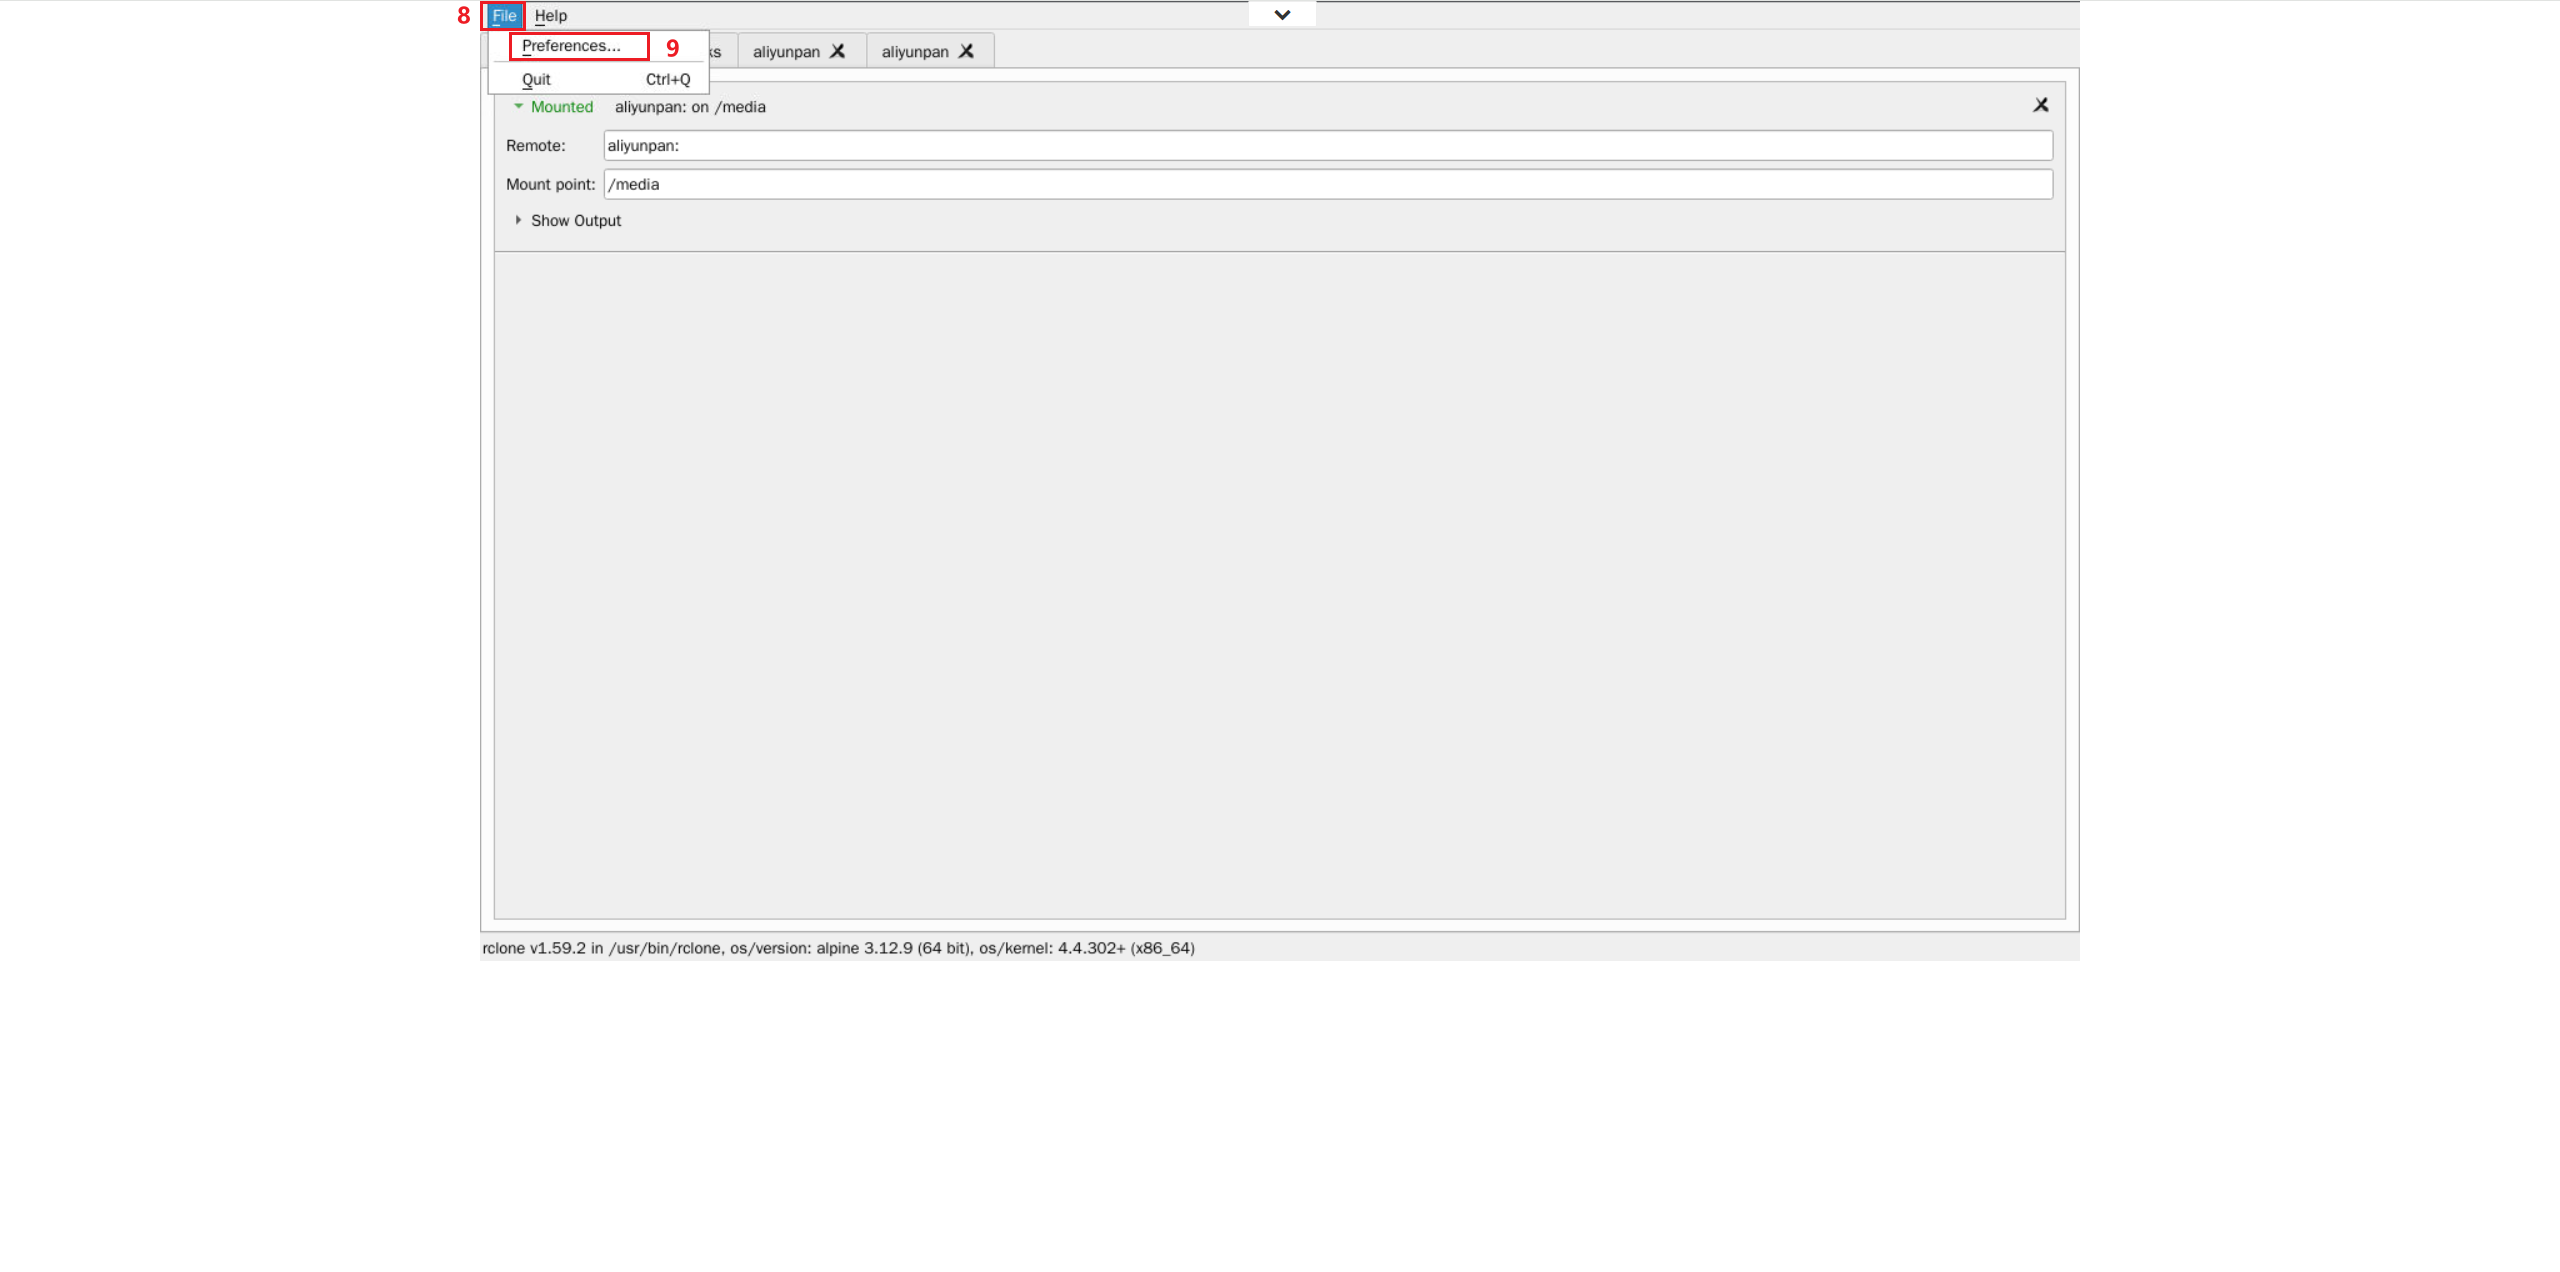 8 File Help
Preferences... 9
aliyunpan aliyunpan
Quit Ctrl+Q
Mounted aliyunpan: on /media
Remote: aliyunpan:
Mount point: /media
Show Output
rclone v1.59.2 in /usr/bin/rclone, os/version: alpine 3.12.9 (64 bit), os/kernel: 4.4.302+ (x86_64)